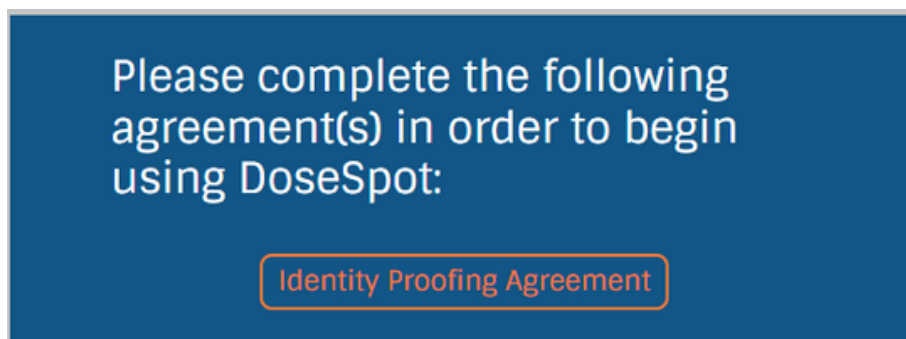 Please complete the following
agreement(s) in order to begin
using DoseSpot:
Identity Proofing Agreement